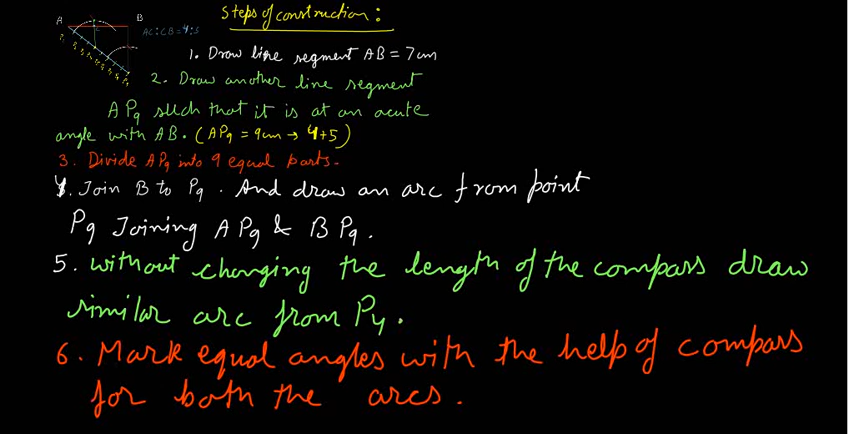 Steps of construction :
A B
AC:CB = 4:5
1. Draw line segment AB = 7cm
2. Draw another line segment
AP9 such that it is at an acute
angle with AB. (AP9 = 9cm → 4+5)
3. Divide AP9 into 9 equal parts.
4. Join B to P9. And draw an arc from point
P9 Joining AP9 & BP9.
5. without changing the length of the compass draw
similar arc from P4.
6. Mark equal angles with the help of compass
for both the arcs.